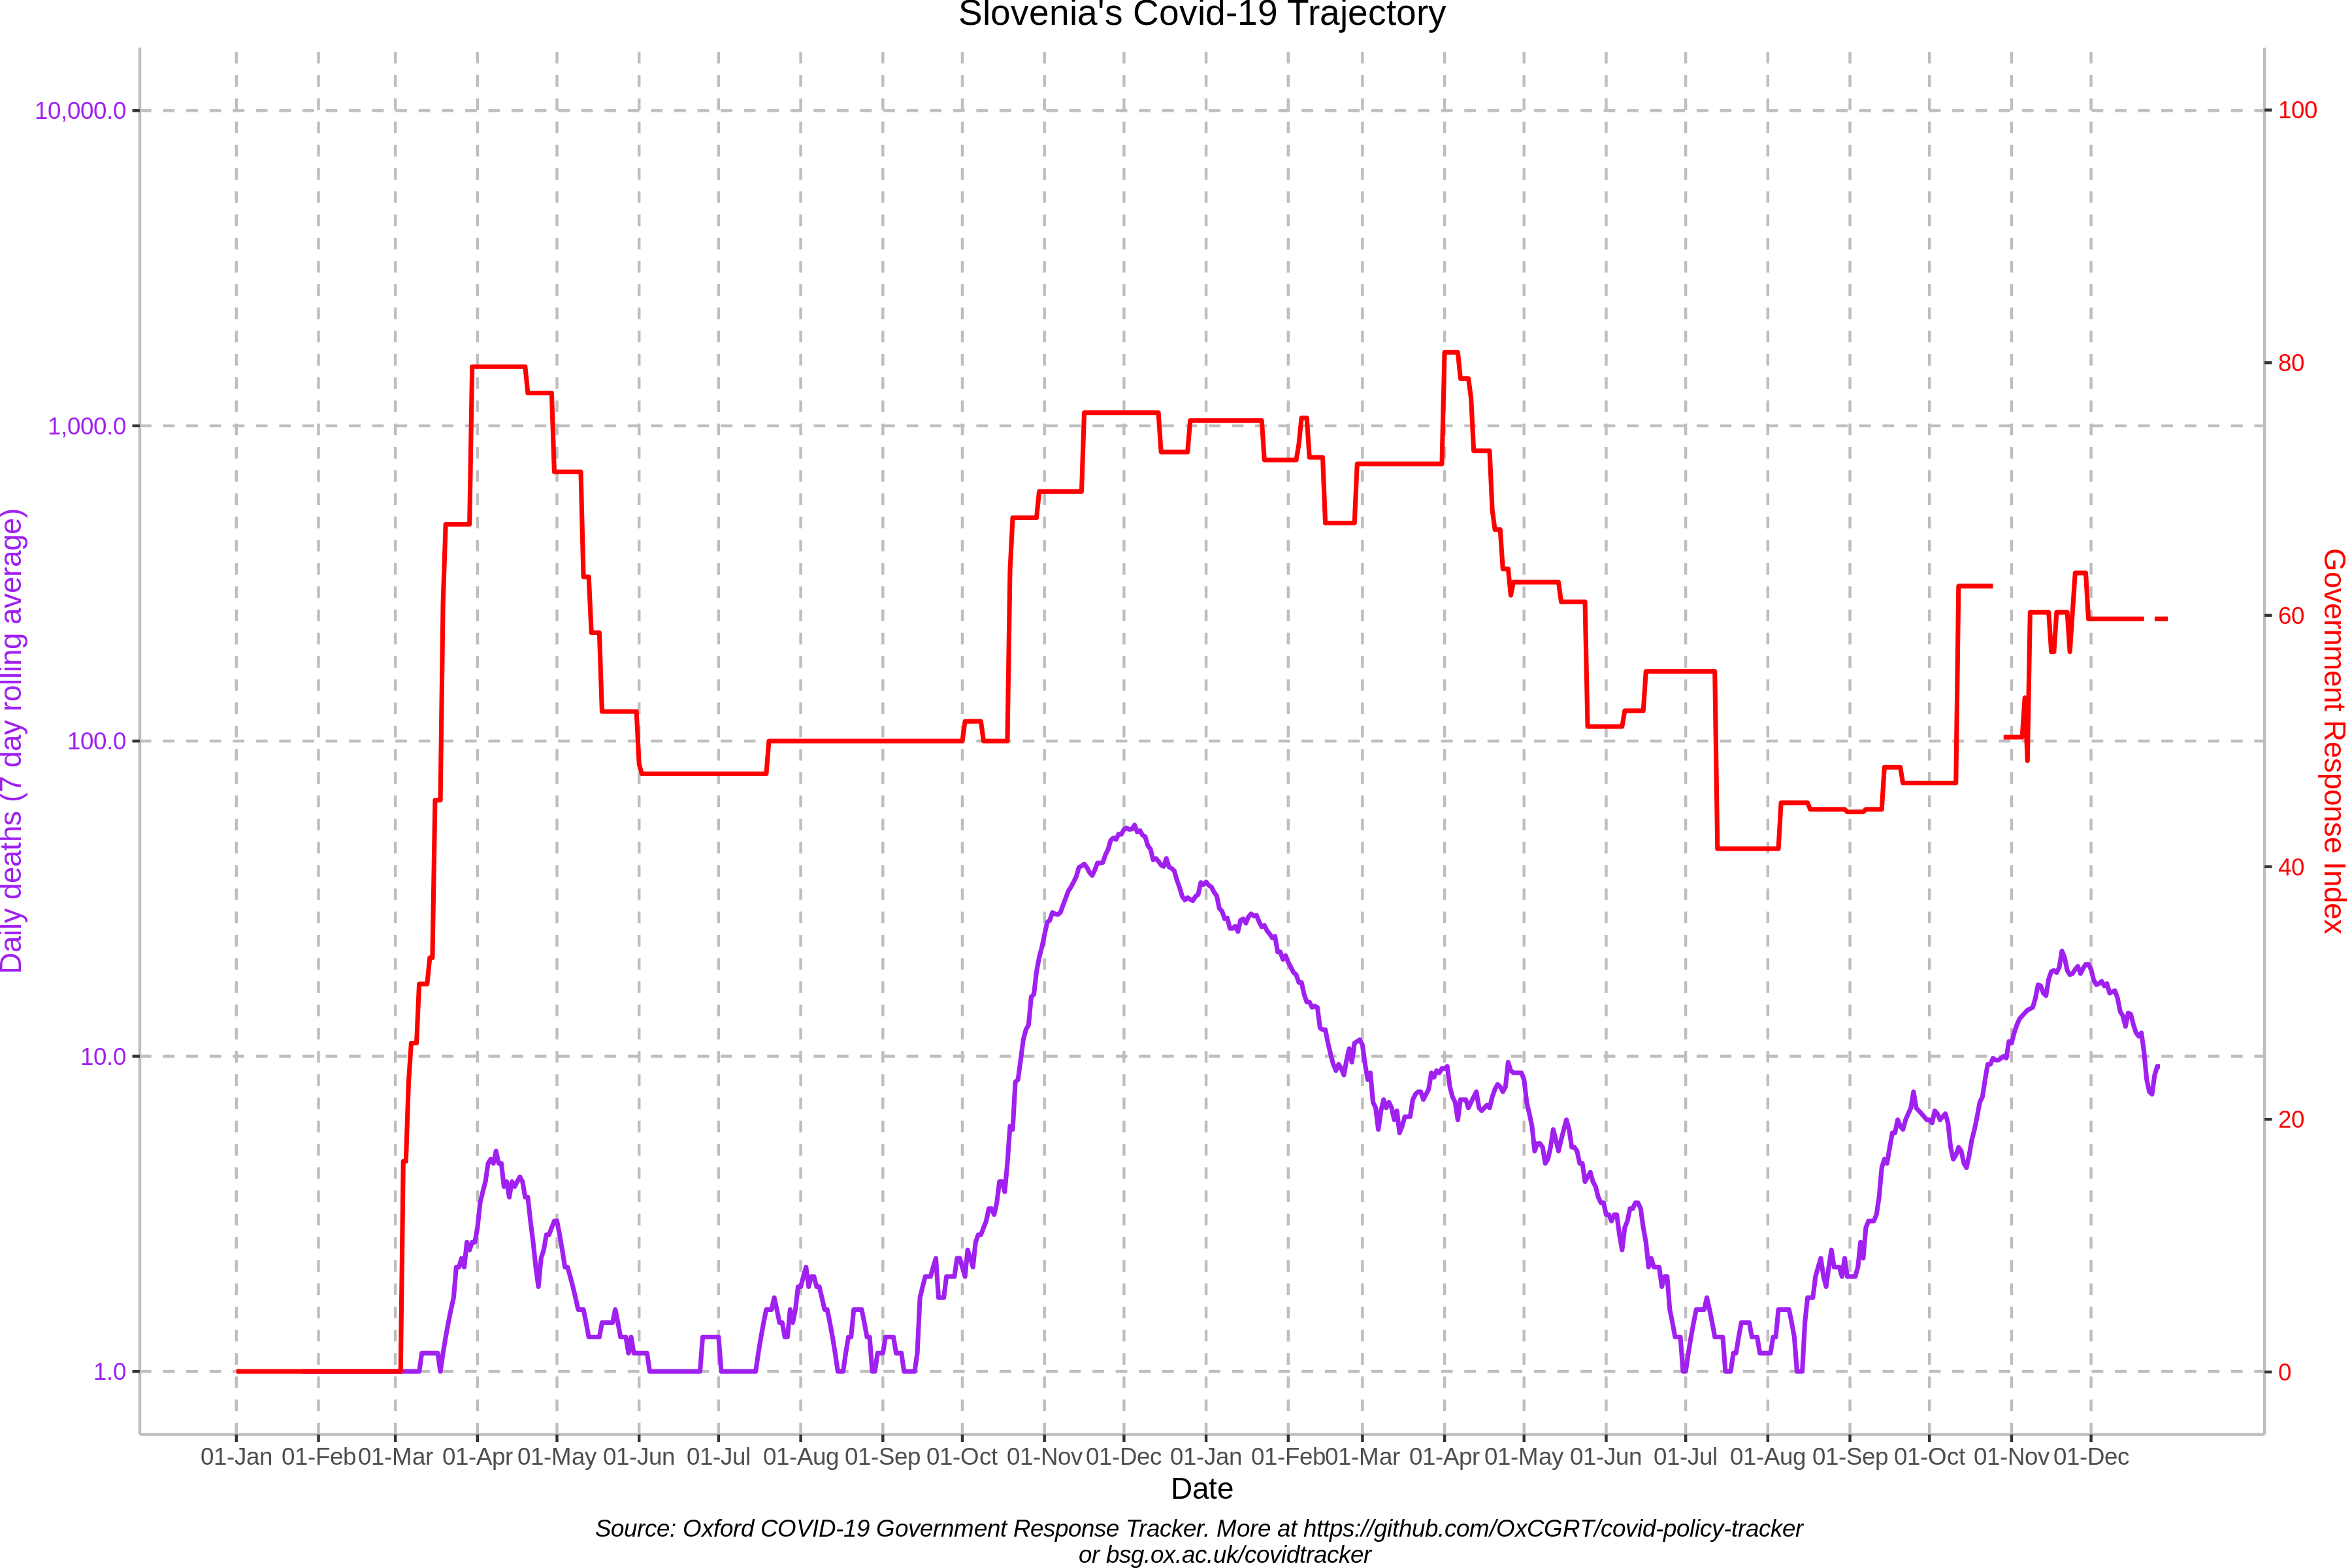 Slovenia's Covid-19 Trajectory
10,000.0
1,000.0
100.0
10.0
1.0
Daily deaths (7 day rolling average)
100
80
60
40
20
0
Government Response Index
01-Jan 01-Feb 01-Mar 01-Apr 01-May 01-Jun 01-Jul 01-Aug 01-Sep 01-Oct 01-Nov 01-Dec 01-Jan 01-Feb 01-Mar 01-Apr 01-May 01-Jun 01-Jul 01-Aug 01-Sep 01-Oct 01-Nov 01-Dec
Date
Source: Oxford COVID-19 Government Response Tracker. More at https://github.com/OxCGRT/covid-policy-tracker
or bsg.ox.ac.uk/covidtracker